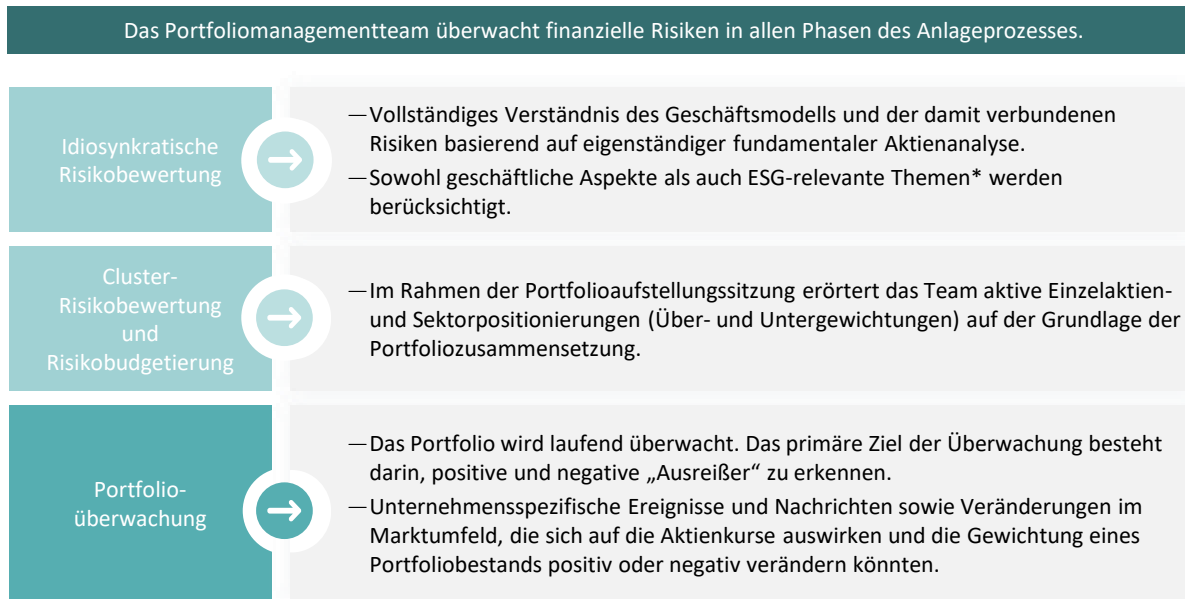 Das Portfoliomanagementteam überwacht finanzielle Risiken in allen Phasen des Anlageprozesses.
Idiosynkratische
Risikobewertung
—Vollständiges Verständnis des Geschäftsmodells und der damit verbundenen
Risiken basierend auf eigenständiger fundamentaler Aktienanalyse.
—Sowohl geschäftliche Aspekte als auch ESG-relevante Themen* werden
berücksichtigt.
Cluster-
Risikobewertung
und
Risikobudgetierung
—Im Rahmen der Portfolioaufstellungssitzung erörtert das Team aktive Einzelaktien-
und Sektorpositionierungen (Über- und Untergewichtungen) auf der Grundlage der
Portfoliozusammensetzung.
Portfolio-
überwachung
—Das Portfolio wird laufend überwacht. Das primäre Ziel der Überwachung besteht
darin, positive und negative „Ausreißer“ zu erkennen.
—Unternehmensspezifische Ereignisse und Nachrichten sowie Veränderungen im
Marktumfeld, die sich auf die Aktienkurse auswirken und die Gewichtung eines
Portfoliobestands positiv oder negativ verändern könnten.